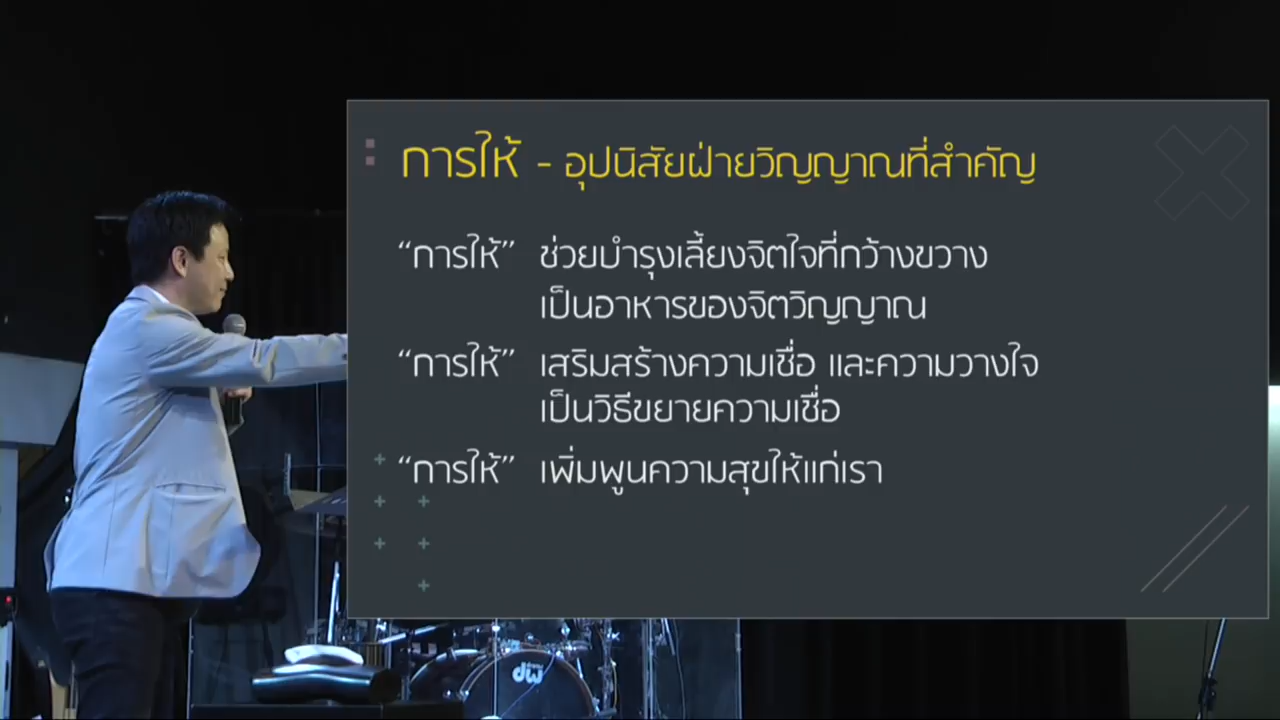 การให้ - อุปนิสัยฝ่ายวิญญาณที่สำคัญ
“การให้” ช่วยบำรุงเลี้ยงจิตใจที่กว้างขวาง
เป็นอาหารของจิตวิญญาณ
“การให้” เสริมสร้างความเชื่อ และความวางใจ
เป็นวิธีขยายความเชื่อ
“การให้” เพิ่มพูนความสุขให้แก่เรา
drums
dw